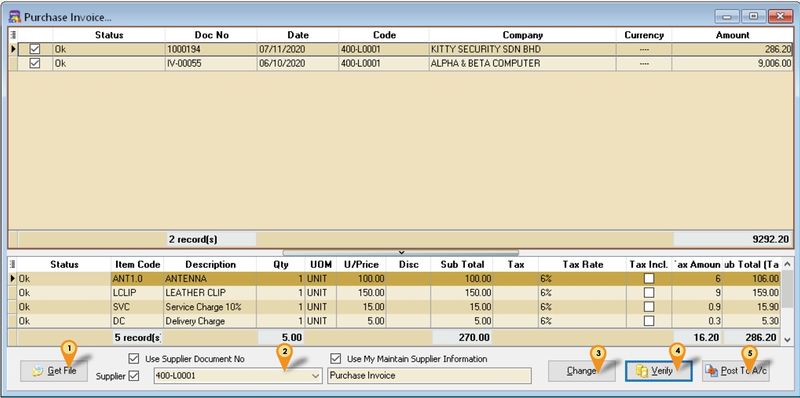 Purchase Invoice...
Status Doc No Date Code Company Currency Amount
Ok 1000194 07/11/2020 400-L0001 KITTY SECURITY SDN BHD ---- 286.20
Ok IV-00055 06/10/2020 400-L0001 ALPHA & BETA COMPUTER ---- 9,006.00
2 record(s) 9292.20
Status Item Code Description Qty UOM U/Price Disc Sub Total Tax Tax Rate Tax Incl. Tax Amoun ub Total (Ta
Ok ANT1.0 ANTENNA 1 UNIT 100.00 100.00 6% 6 106.00
Ok LCLIP LEATHER CLIP 1 UNIT 150.00 150.00 6% 9 159.00
Ok SVC Service Charge 10% 1 UNIT 15.00 15.00 6% 0.9 15.90
Ok DC Delivery Charge 1 UNIT 5.00 5.00 6% 0.3 5.30
5 record(s) 5.00 270.00 16.20 286.20
1 2 3 4 5
Use Supplier Document No Use My Maintain Supplier Information
Get File Supplier 400-L0001 Purchase Invoice Change Verify Post To A/c